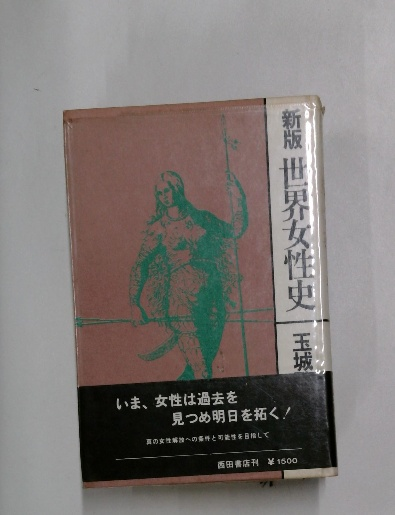 新版 世界女性史
玉城
いま、女性は過去を
見つめ明日を拓く！
真の女性解放への条件と可能性を目指して
西田書店刊 ￥1500